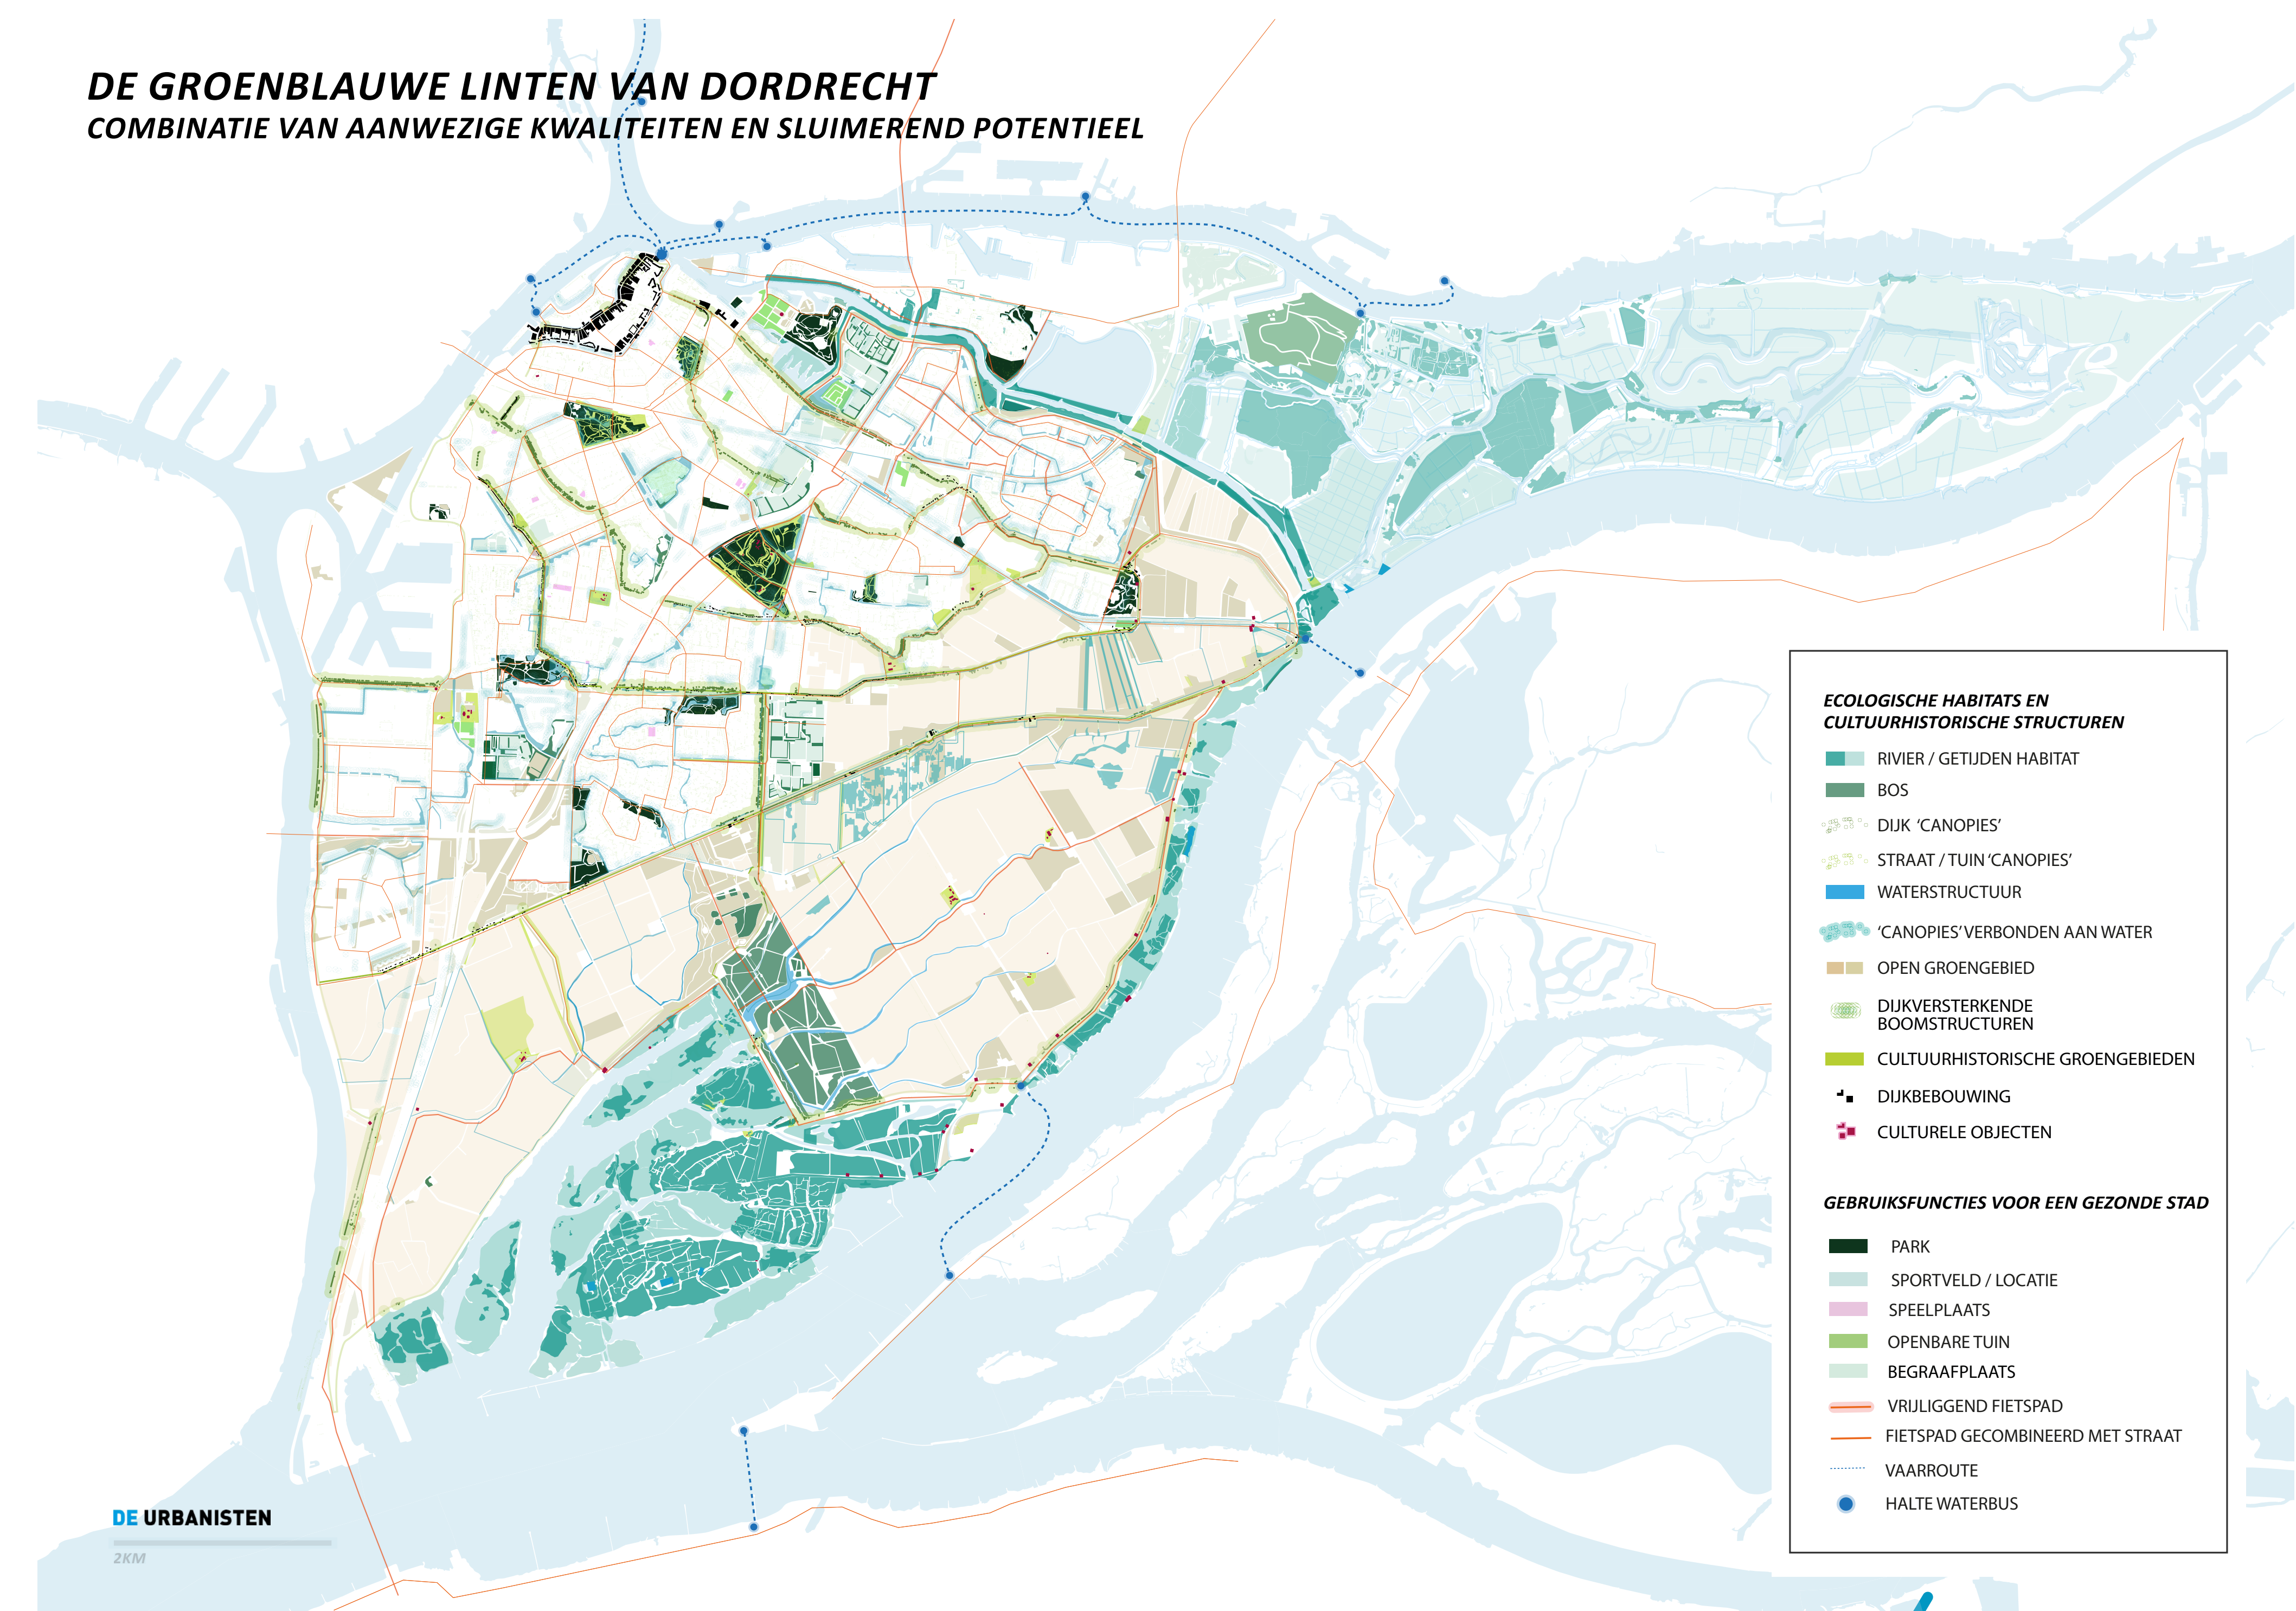 DE GROENBLAUWE LINTEN VAN DORDRECHT
COMBINATIE VAN AANWEZIGE KWALITEITEN EN SLUIMEREND POTENTIEEL
ECOLOGISCHE HABITATS EN
CULTUURHISTORISCHE STRUCTUREN
RIVIER / GETIJDEN HABITAT
BOS
DIJK 'CANOPIES'
STRAAT / TUIN 'CANOPIES'
WATERSTRUCTUUR
'CANOPIES' VERBONDEN AAN WATER
OPEN GROENGEBIED
DIJKVERSTERKENDE
BOOMSTRUCTUREN
CULTUURHISTORISCHE GROENGEBIEDEN
DIJKBEBOUWING
CULTURELE OBJECTEN
GEBRUIKSFUNCTIES VOOR EEN GEZONDE STAD
PARK
SPORTVELD / LOCATIE
SPEELPLAATS
OPENBARE TUIN
BEGRAAFPLAATS
VRIJLIGGEND FIETSPAD
FIETSPAD GECOMBINEERD MET STRAAT
VAARROUTE
HALTE WATERBUS
DE URBANISTEN
2KM